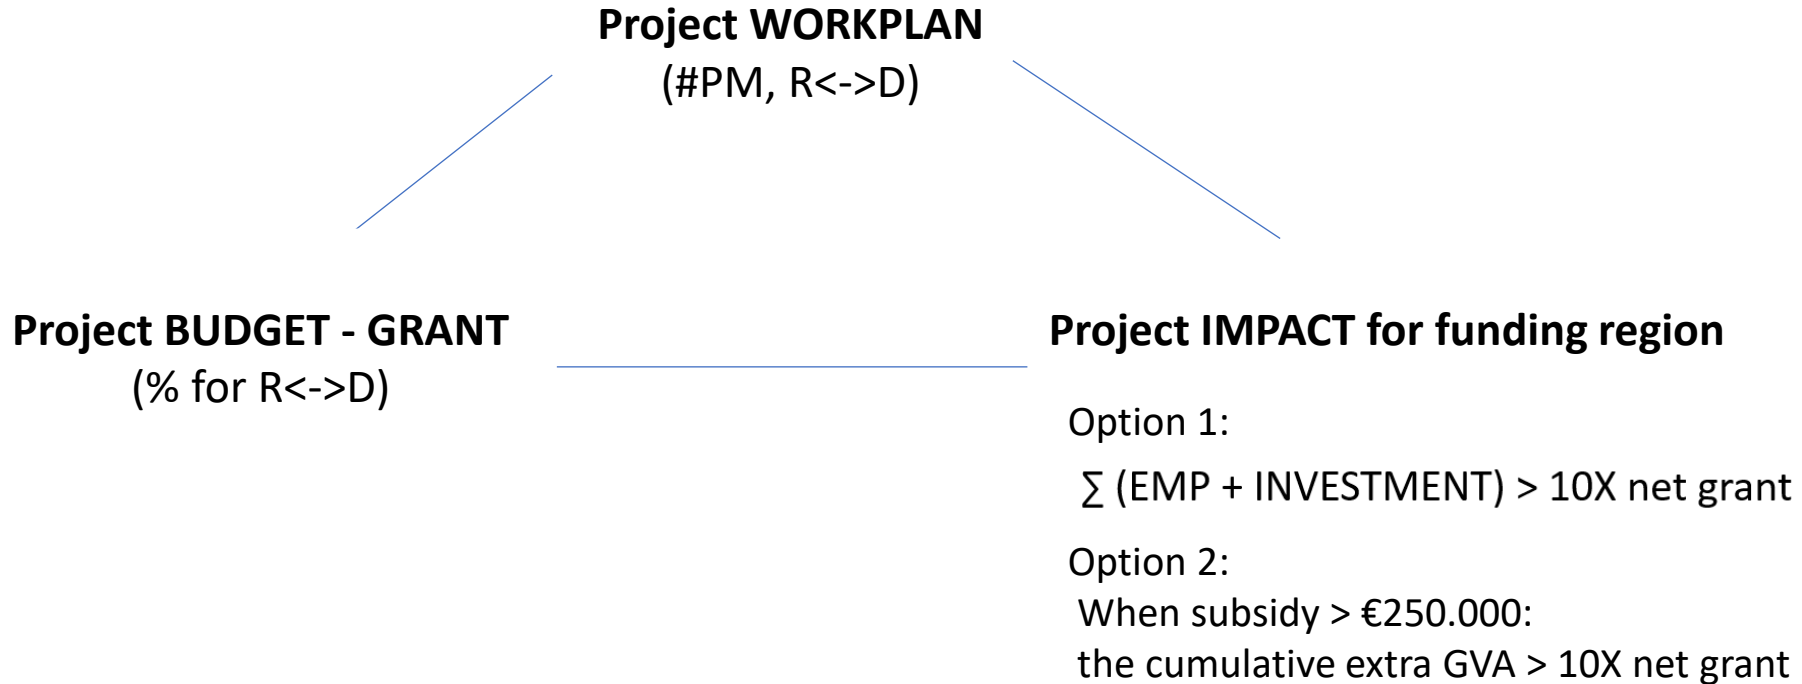 Project WORKPLAN
(#PM, R<->D)
Project BUDGET - GRANT
(% for R<->D)
Project IMPACT for funding region
Option 1:
∑ (EMP + INVESTMENT) > 10X net grant
Option 2:
When subsidy > €250.000:
the cumulative extra GVA > 10X net grant